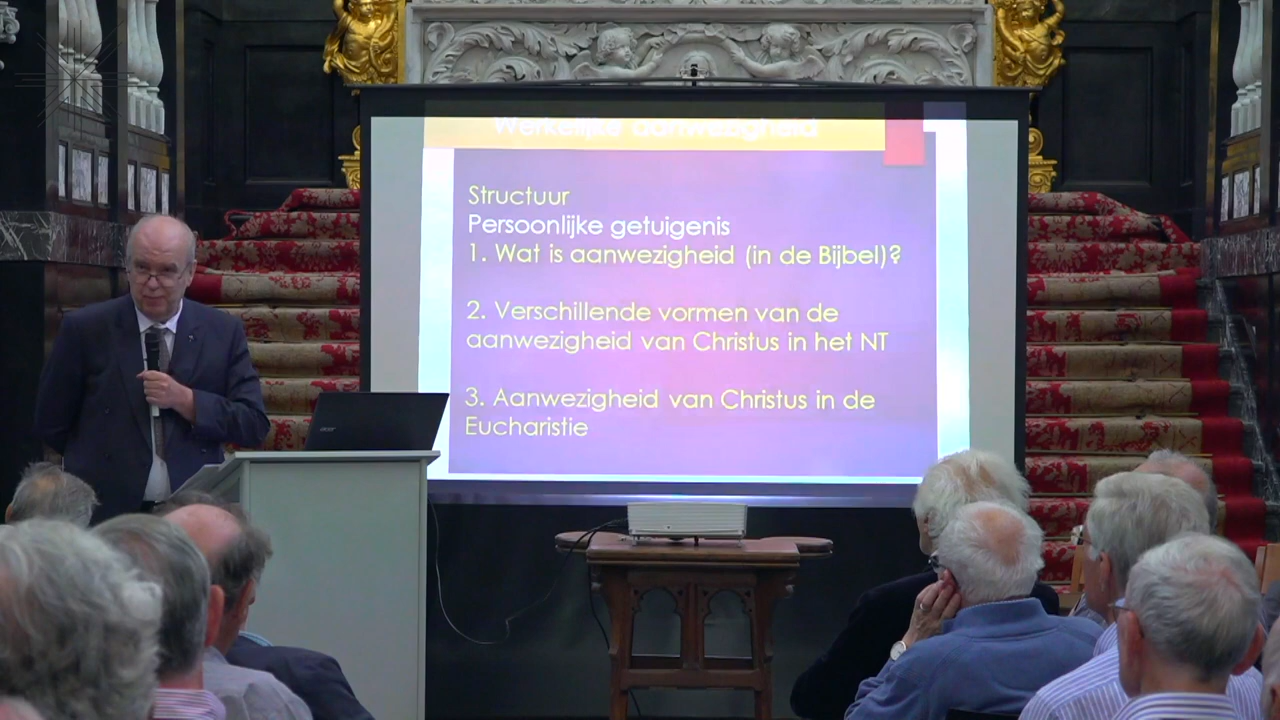 Werkelijke aanwezigheid
Structuur
Persoonlijke getuigenis
1. Wat is aanwezigheid (in de Bijbel)?
2. Verschillende vormen van de
aanwezigheid van Christus in het NT
3. Aanwezigheid van Christus in de
Eucharistie
acer